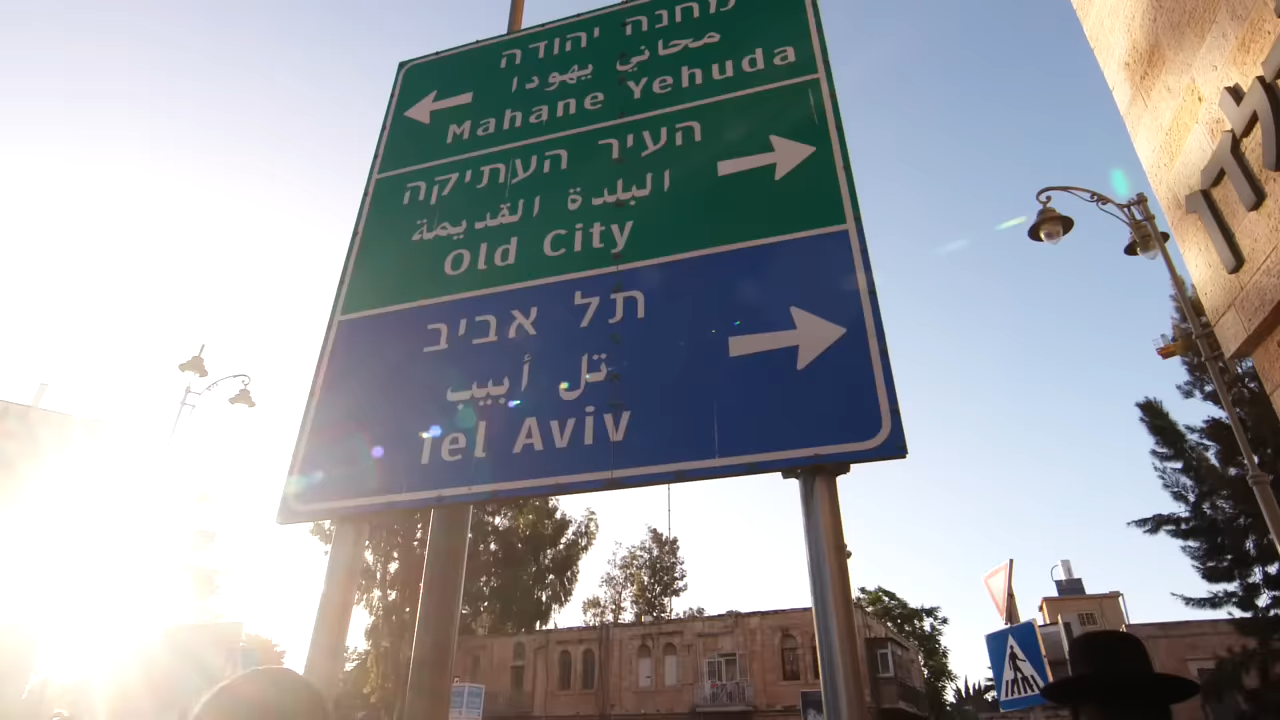 מחנה יהודה
محاني يهودا
Mahane Yehuda
העיר העתיקה
البلدة القديمة
Old City
תל אביב
تل أبيب
Tel Aviv